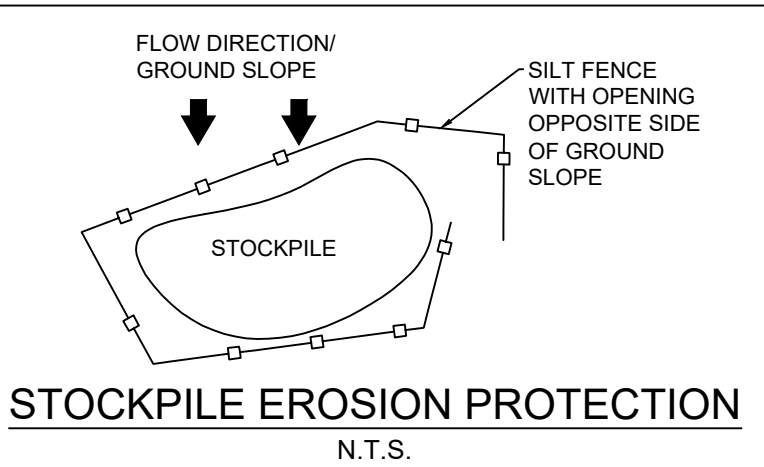 FLOW DIRECTION/
GROUND SLOPE
SILT FENCE
WITH OPENING
OPPOSITE SIDE
OF GROUND
SLOPE
STOCKPILE
STOCKPILE EROSION PROTECTION
N.T.S.